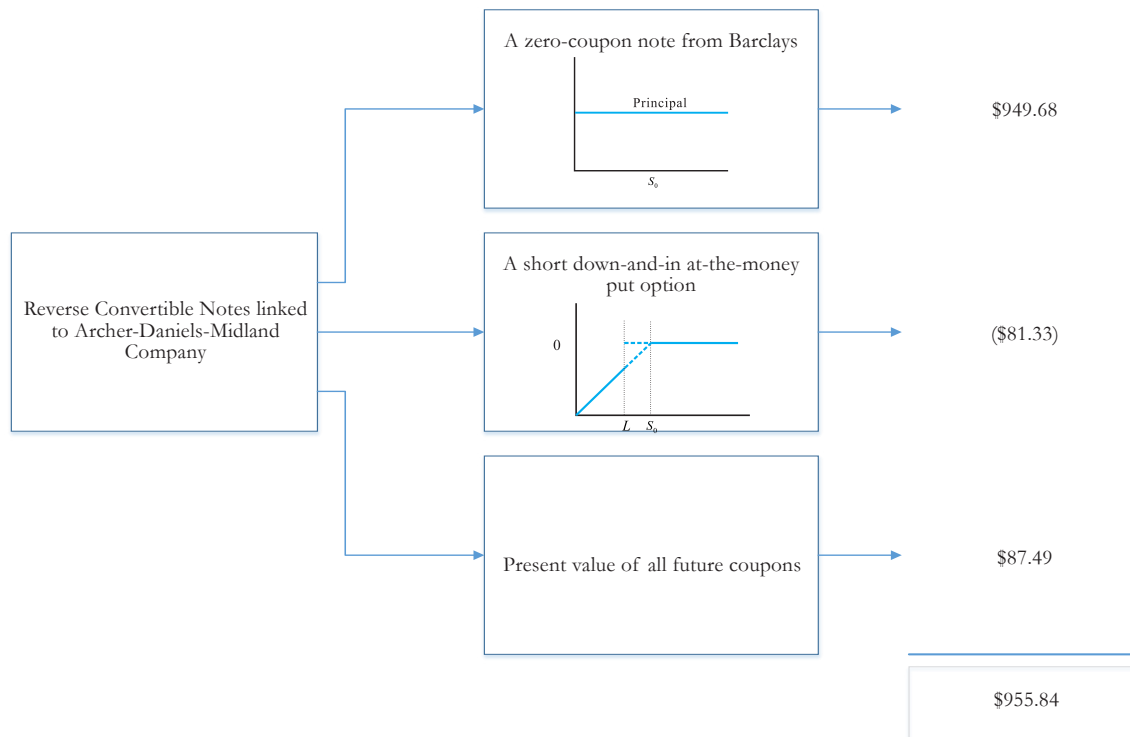 A zero-coupon note from Barclays
Principal
S₀
$949.68
Reverse Convertible Notes linked
to Archer-Daniels-Midland
Company
A short down-and-in at-the-money
put option
0
L S₀
($81.33)
Present value of all future coupons
$87.49
$955.84